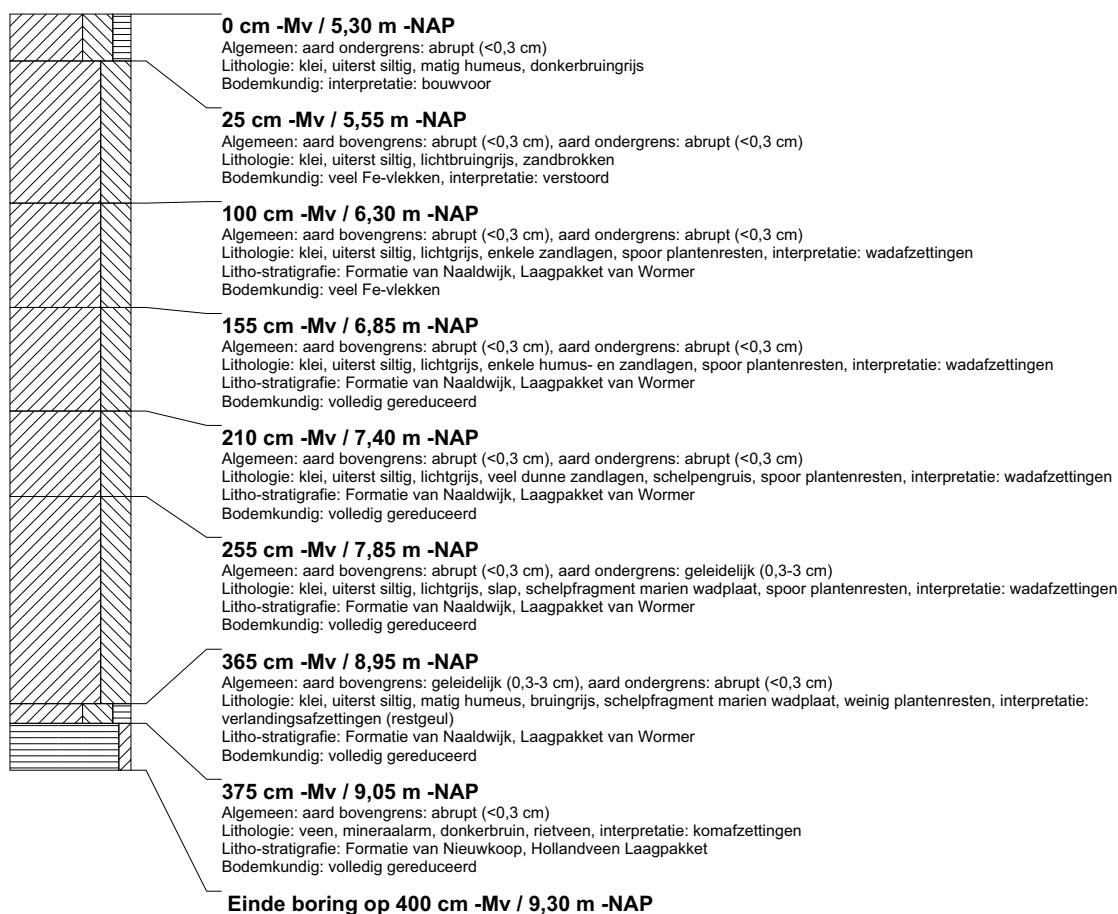 0 cm -Mv / 5,30 m -NAP
Algemeen: aard ondergrens: abrupt (<0,3 cm)
Lithologie: klei, uiterst siltig, matig humeus, donkerbruingrijs
Bodemkundig: interpretatie: bouwvoor
25 cm -Mv / 5,55 m -NAP
Algemeen: aard bovengrens: abrupt (<0,3 cm), aard ondergrens: abrupt (<0,3 cm)
Lithologie: klei, uiterst siltig, lichtbruingrijs, zandbrokken
Bodemkundig: veel Fe-vlekken, interpretatie: verstoord
100 cm -Mv / 6,30 m -NAP
Algemeen: aard bovengrens: abrupt (<0,3 cm), aard ondergrens: abrupt (<0,3 cm)
Lithologie: klei, uiterst siltig, lichtgrijs, enkele zandlagen, spoor plantenresten, interpretatie: wadafzettingen
Litho-stratigrafie: Formatie van Naaldwijk, Laagpakket van Wormer
Bodemkundig: veel Fe-vlekken
155 cm -Mv / 6,85 m -NAP
Algemeen: aard bovengrens: abrupt (<0,3 cm), aard ondergrens: abrupt (<0,3 cm)
Lithologie: klei, uiterst siltig, lichtgrijs, enkele humus- en zandlagen, spoor plantenresten, interpretatie: wadafzettingen
Litho-stratigrafie: Formatie van Naaldwijk, Laagpakket van Wormer
Bodemkundig: volledig gereduceerd
210 cm -Mv / 7,40 m -NAP
Algemeen: aard bovengrens: abrupt (<0,3 cm), aard ondergrens: abrupt (<0,3 cm)
Lithologie: klei, uiterst siltig, lichtgrijs, veel dunne zandlagen, schelpengruis, spoor plantenresten, interpretatie: wadafzettingen
Litho-stratigrafie: Formatie van Naaldwijk, Laagpakket van Wormer
Bodemkundig: volledig gereduceerd
255 cm -Mv / 7,85 m -NAP
Algemeen: aard bovengrens: abrupt (<0,3 cm), aard ondergrens: geleidelijk (0,3-3 cm)
Lithologie: klei, uiterst siltig, lichtgrijs, slap, schelpfragment marien wadplaat, spoor plantenresten, interpretatie: wadafzettingen
Litho-stratigrafie: Formatie van Naaldwijk, Laagpakket van Wormer
Bodemkundig: volledig gereduceerd
365 cm -Mv / 8,95 m -NAP
Algemeen: aard bovengrens: geleidelijk (0,3-3 cm), aard ondergrens: abrupt (<0,3 cm)
Lithologie: klei, uiterst siltig, matig humeus, bruingrijs, schelpfragment marien wadplaat, weinig plantenresten, interpretatie:
verlandingsafzettingen (restgeul)
Litho-stratigrafie: Formatie van Naaldwijk, Laagpakket van Wormer
Bodemkundig: volledig gereduceerd
375 cm -Mv / 9,05 m -NAP
Algemeen: aard bovengrens: abrupt (<0,3 cm)
Lithologie: veen, mineraalarm, donkerbruin, rietveen, interpretatie: komafzettingen
Litho-stratigrafie: Formatie van Nieuwkoop, Hollandveen Laagpakket
Bodemkundig: volledig gereduceerd
Einde boring op 400 cm -Mv / 9,30 m -NAP